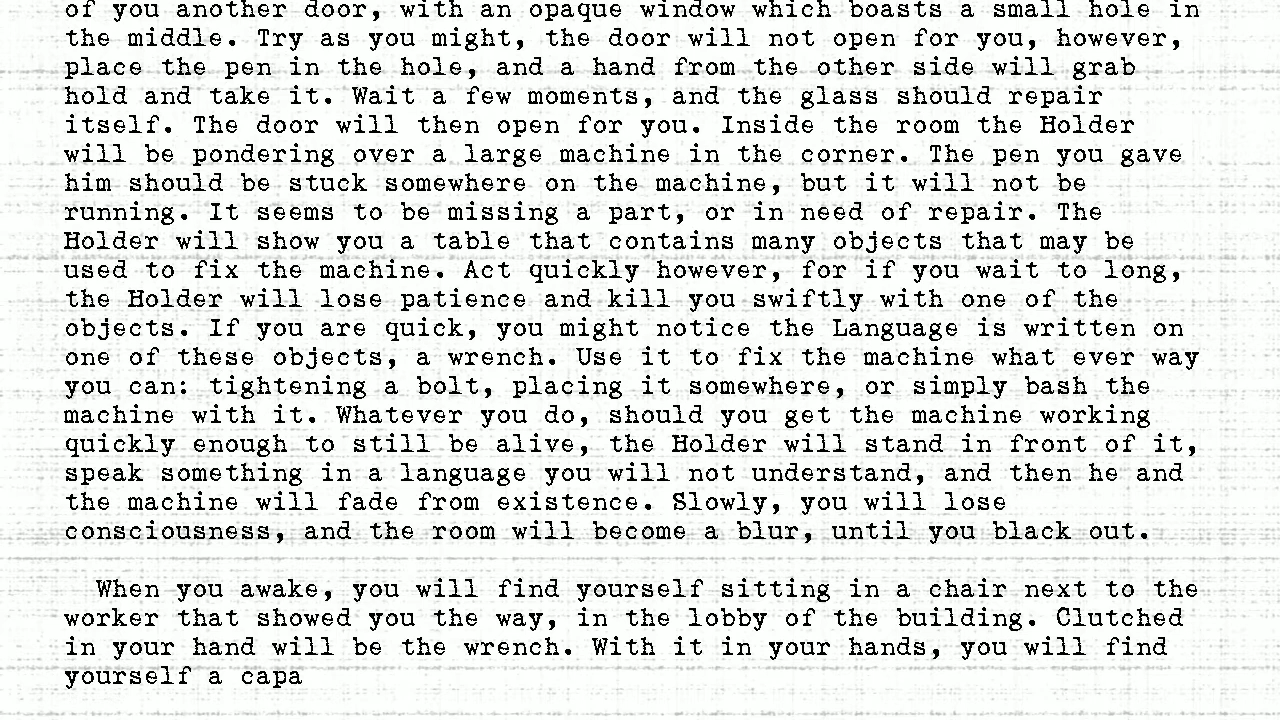 of you another door, with an opaque window which boasts a small hole in
the middle. Try as you might, the door will not open for you, however,
place the pen in the hole, and a hand from the other side will grab
hold and take it. Wait a few moments, and the glass should repair
itself. The door will then open for you. Inside the room the Holder
will be pondering over a large machine in the corner. The pen you gave
him should be stuck somewhere on the machine, but it will not be
running. It seems to be missing a part, or in need of repair. The
Holder will show you a table that contains many objects that may be
used to fix the machine. Act quickly however, for if you wait to long,
the Holder will lose patience and kill you swiftly with one of the
objects. If you are quick, you might notice the Language is written on
one of these objects, a wrench. Use it to fix the machine what ever way
you can: tightening a bolt, placing it somewhere, or simply bash the
machine with it. Whatever you do, should you get the machine working
quickly enough to still be alive, the Holder will stand in front of it,
speak something in a language you will not understand, and then he and
the machine will fade from existence. Slowly, you will lose
consciousness, and the room will become a blur, until you black out.
When you awake, you will find yourself sitting in a chair next to the
worker that showed you the way, in the lobby of the building. Clutched
in your hand will be the wrench. With it in your hands, you will find
yourself a capa